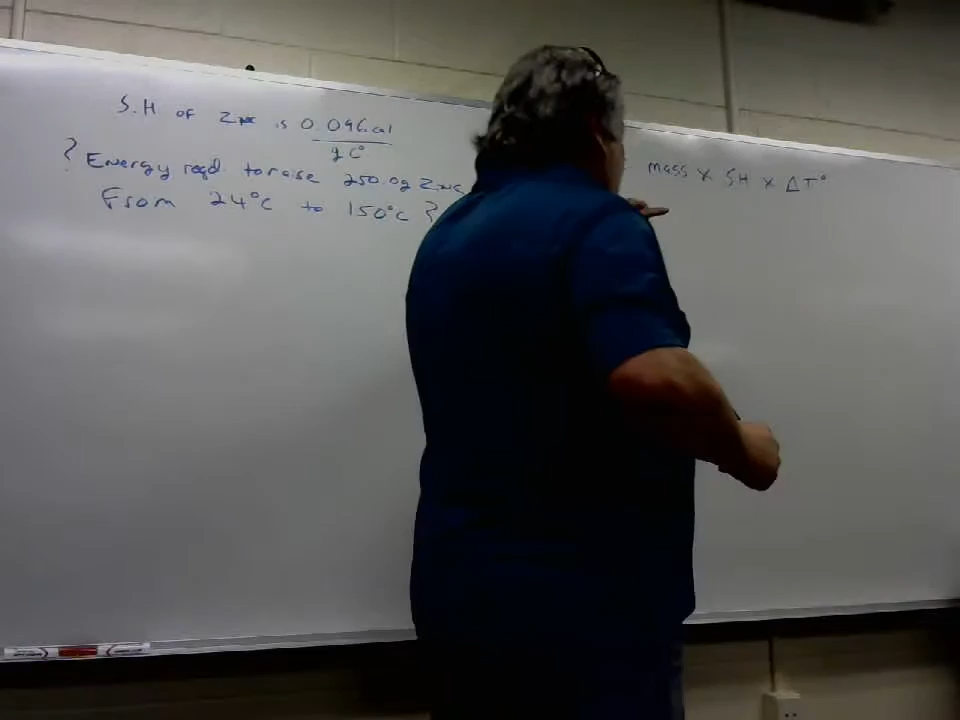 S.H OF Zinc is 0.096 cal
g C°
? Energy reqd. to raise 250.0g Zinc
From 24°C to 150°C ?
mass x SH x ΔT°